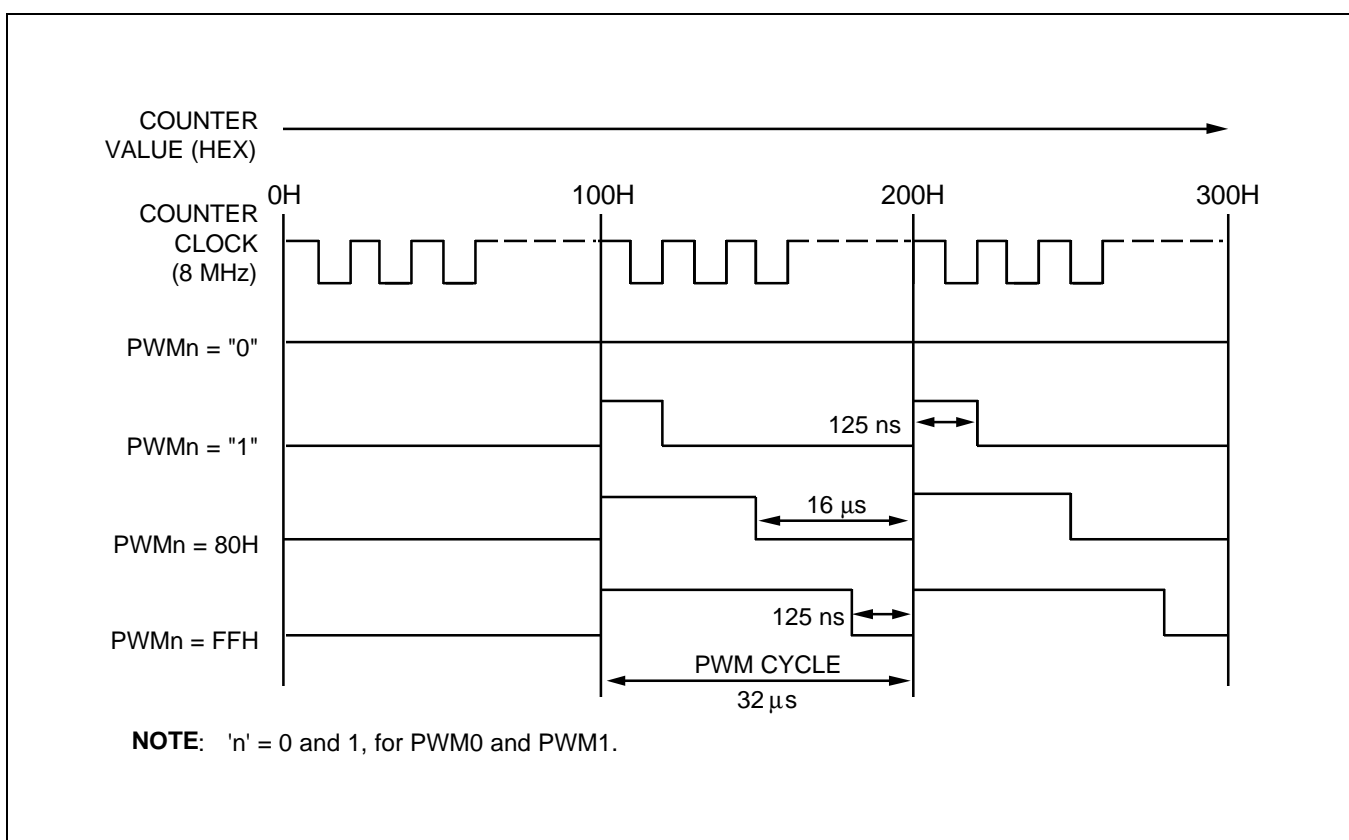 COUNTER
VALUE (HEX)
0H 100H 200H 300H
COUNTER
CLOCK
(8 MHz)
PWMn = "0"
PWMn = "1"
125 ns
PWMn = 80H
16 μs
PWMn = FFH
125 ns
PWM CYCLE
32 μs
NOTE: 'n' = 0 and 1, for PWM0 and PWM1.